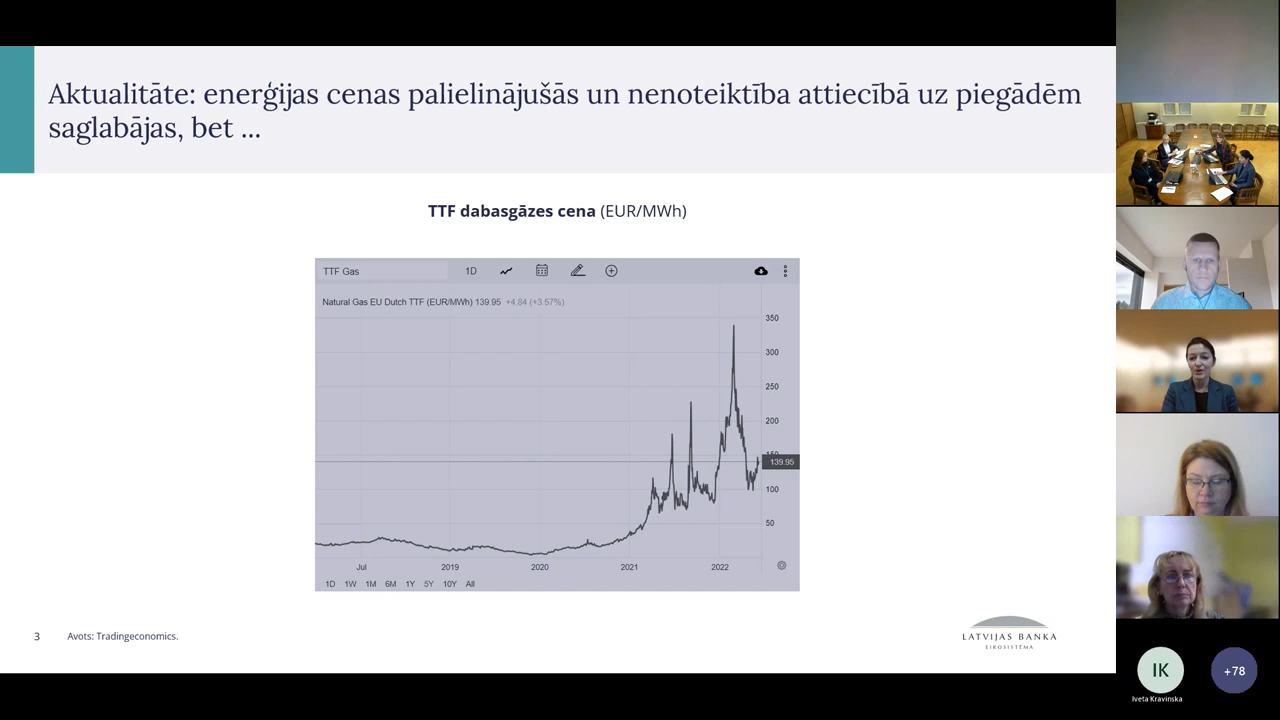 Aktualitāte: enerģijas cenas palielinājušās un nenoteiktība attiecībā uz piegādēm
saglabājas, bet ...
TTF dabasgāzes cena (EUR/MWh)
TTF Gas
1D
Natural Gas EU Dutch TTF (EUR/MWh) 139.95 +4.84 (+3.57%)
350
300
250
200
150
139.95
100
50
Jul 2019 2020 2021 2022
1D 1W 1M 6M 1Y 5Y 10Y All
3 Avots: Tradingeconomics.
LATVIJAS BANKA
EIROSISTĒMA
IK
+78
Iveta Kravinska